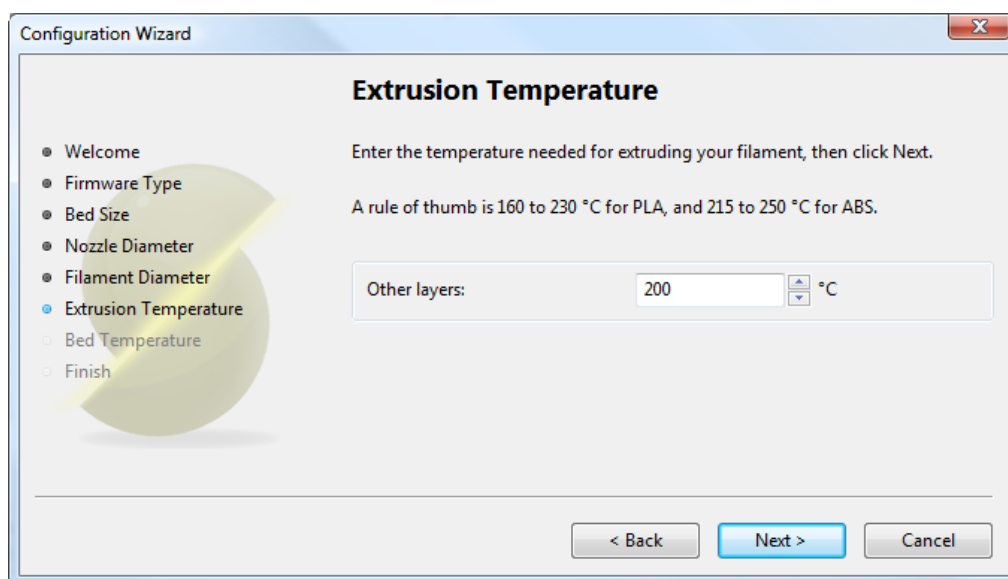 Configuration Wizard
Extrusion Temperature
Welcome
Firmware Type
Bed Size
Nozzle Diameter
Filament Diameter
Extrusion Temperature
Bed Temperature
Finish
Enter the temperature needed for extruding your filament, then click Next.
A rule of thumb is 160 to 230 °C for PLA, and 215 to 250 °C for ABS.
Other layers: 200 °C
< Back Next > Cancel